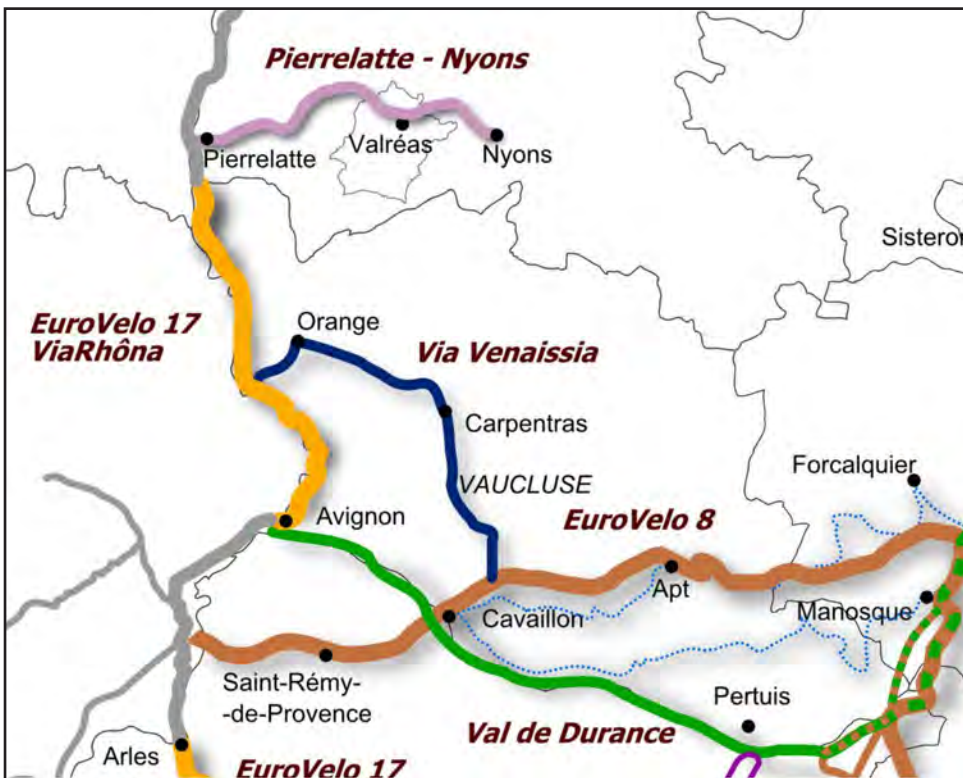 Pierrelatte - Nyons
Pierrelatte
Valréas
Nyons
Sisteron
EuroVelo 17
ViaRhôna
Orange
Via Venaissia
Carpentras
Forcalquier
VAUCLUSE
Avignon
EuroVelo 8
Apt
Manosque
Cavaillon
Saint-Rémy-
-de-Provence
Pertuis
Val de Durance
Arles
EuroVelo 17